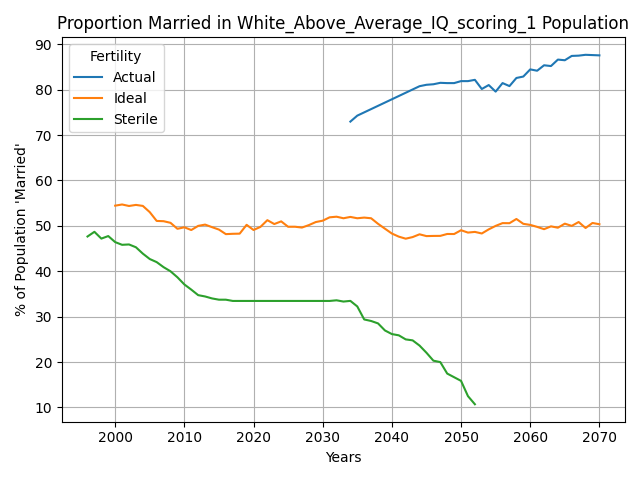 Proportion Married in White_Above_Average_IQ_scoring_1 Population
Fertility
Actual
Ideal
Sterile
% of Population 'Married'
90
80
70
60
50
40
30
20
10
2000 2010 2020 2030 2040 2050 2060 2070
Years